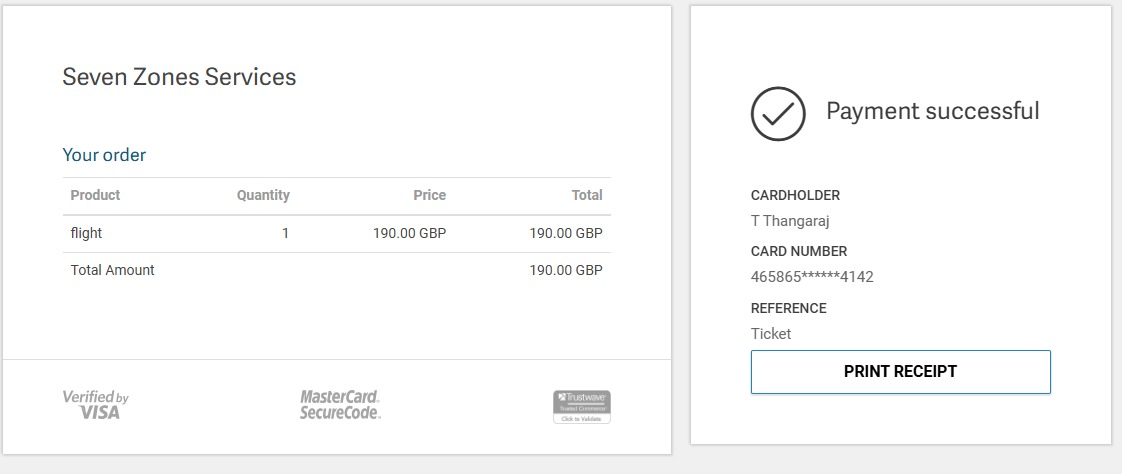 Seven Zones Services
Your order
Product Quantity Price Total
flight 1 190.00 GBP 190.00 GBP
Total Amount 190.00 GBP
Verified by
VISA
MasterCard.
SecureCode.
Trustwave®
Trusted Commerce™
Click to Validate
Payment successful
CARDHOLDER
T Thangaraj
CARD NUMBER
465865******4142
REFERENCE
Ticket
PRINT RECEIPT